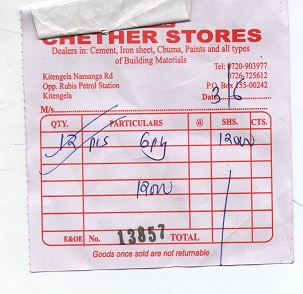 CHETHER STORES
Dealers in: Cement, Iron sheet, Chuma, Paints and all types
of Building Materials
Kitengela Namanga Rd
Opp. Rubis Petrol Station
Kitengela
Tel: 0720-903977
0726-725612
P.O. Box 755-00242
Date 3/6
M/s
QTY. PARTICULARS @ SHS. CTS.
12 pcs 6 1200
1200
E&OE No. 13857 TOTAL
Goods once sold are not returnable